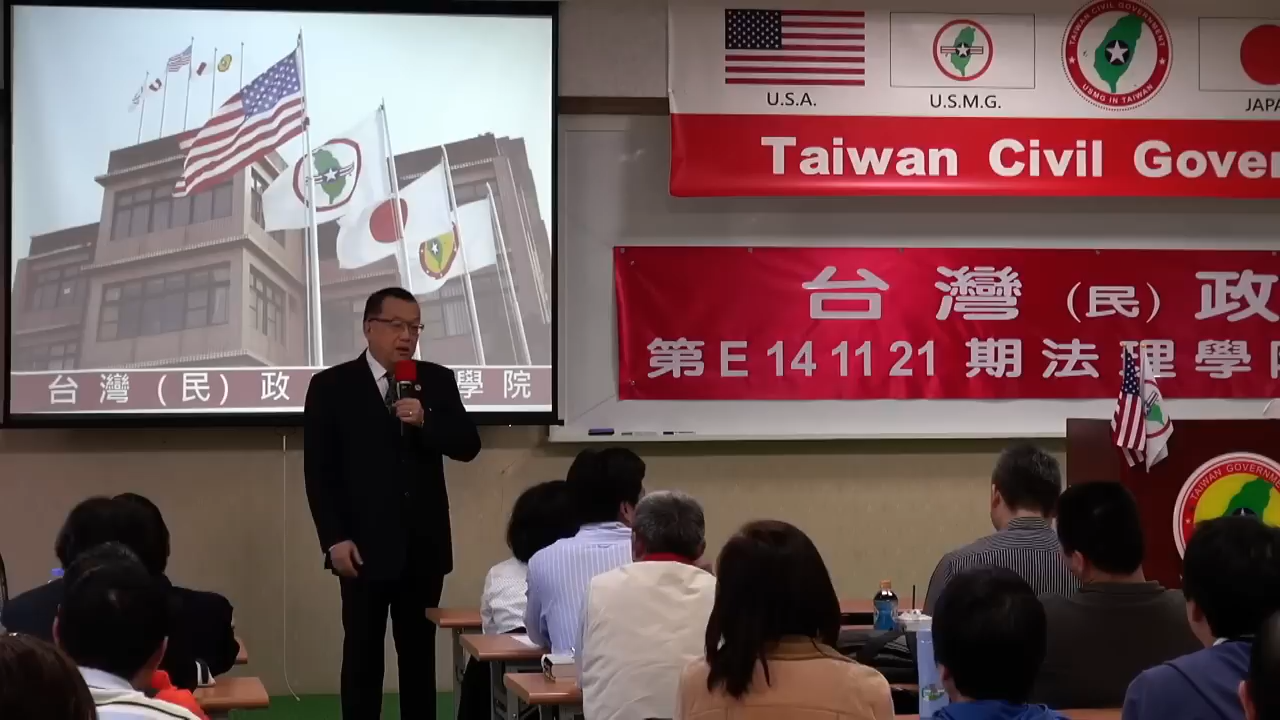 U.S.A.
U.S.M.G.
TAIWAN CIVIL GOVERNMENT
USMG IN TAIWAN
JAPA
Taiwan Civil Gover
台灣（民）政
第E 14 11 21 期法理學
台灣（民）政
學院
TAIWAN GOVERNMEN